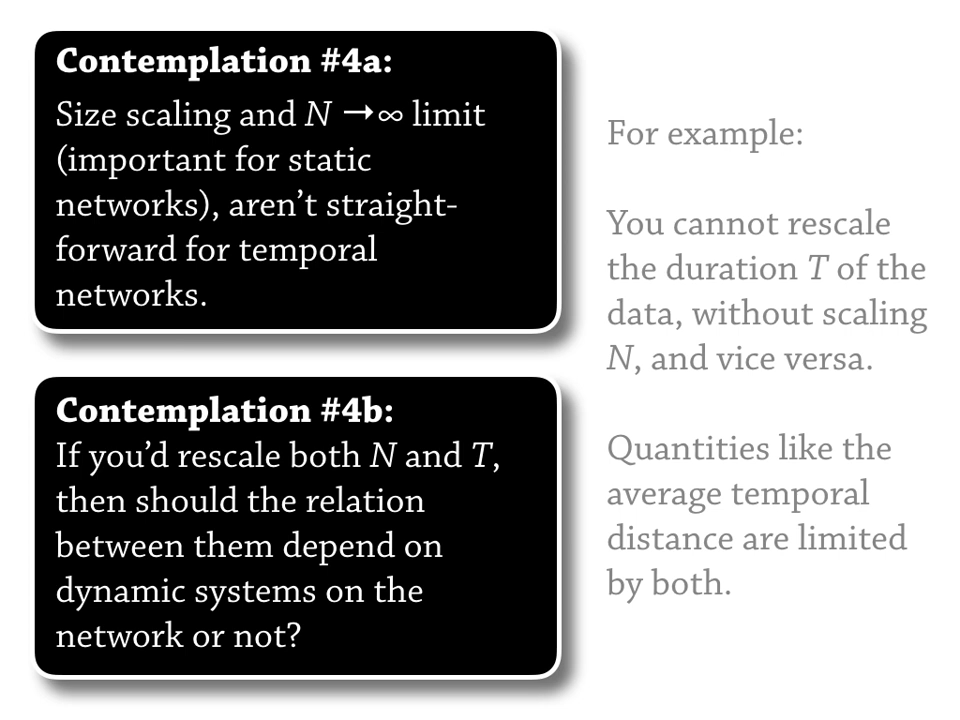 Contemplation #4a:
Size scaling and N →∞ limit
(important for static
networks), aren’t straight-
forward for temporal
networks.
Contemplation #4b:
If you’d rescale both N and T,
then should the relation
between them depend on
dynamic systems on the
network or not?
For example:
You cannot rescale
the duration T of the
data, without scaling
N, and vice versa.
Quantities like the
average temporal
distance are limited
by both.